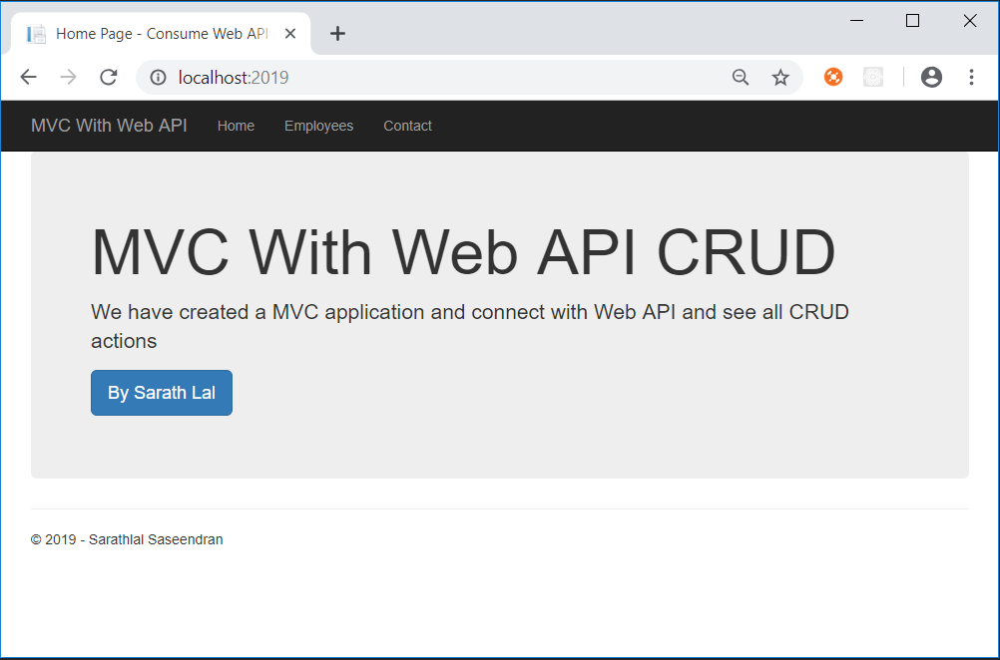 Home Page - Consume Web API
localhost:2019
MVC With Web API Home Employees Contact
MVC With Web API CRUD
We have created a MVC application and connect with Web API and see all CRUD
actions
By Sarath Lal
© 2019 - Sarathlal Saseendran